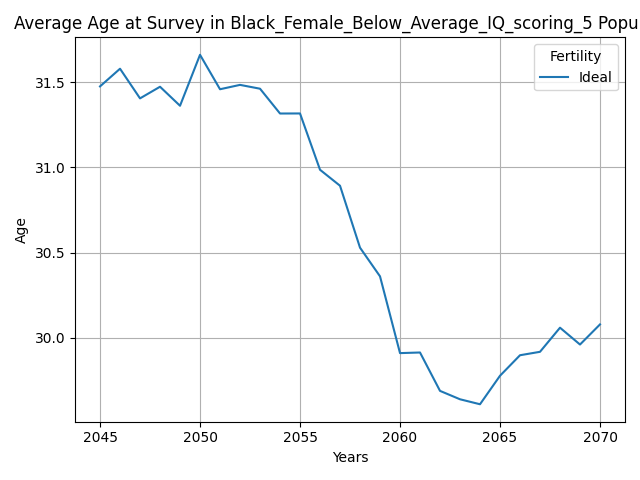 Average Age at Survey in Black_Female_Below_Average_IQ_scoring_5 Popu
Fertility
Ideal
31.5
31.0
30.5
30.0
Age
2045 2050 2055 2060 2065 2070
Years